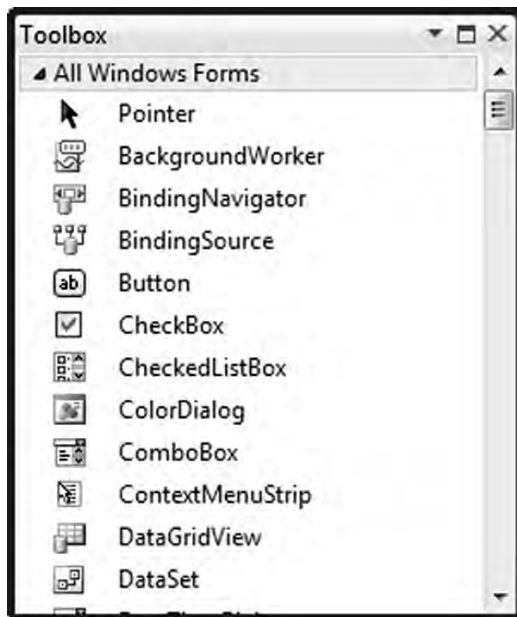 Toolbox
All Windows Forms
Pointer
BackgroundWorker
BindingNavigator
BindingSource
ab Button
CheckBox
CheckedListBox
ColorDialog
ComboBox
ContextMenuStrip
DataGridView
DataSet